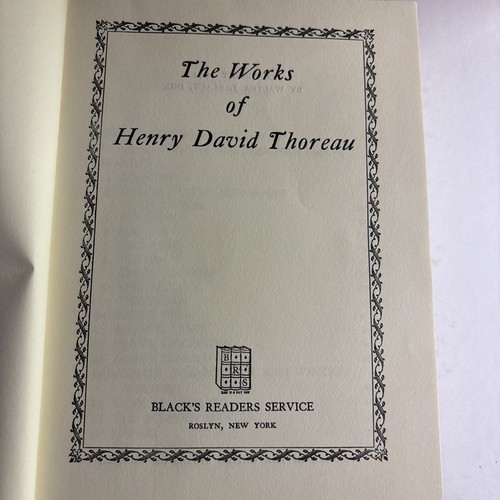 The Works
of
Henry David Thoreau
B R S
BLACK'S READERS SERVICE
ROSLYN, NEW YORK